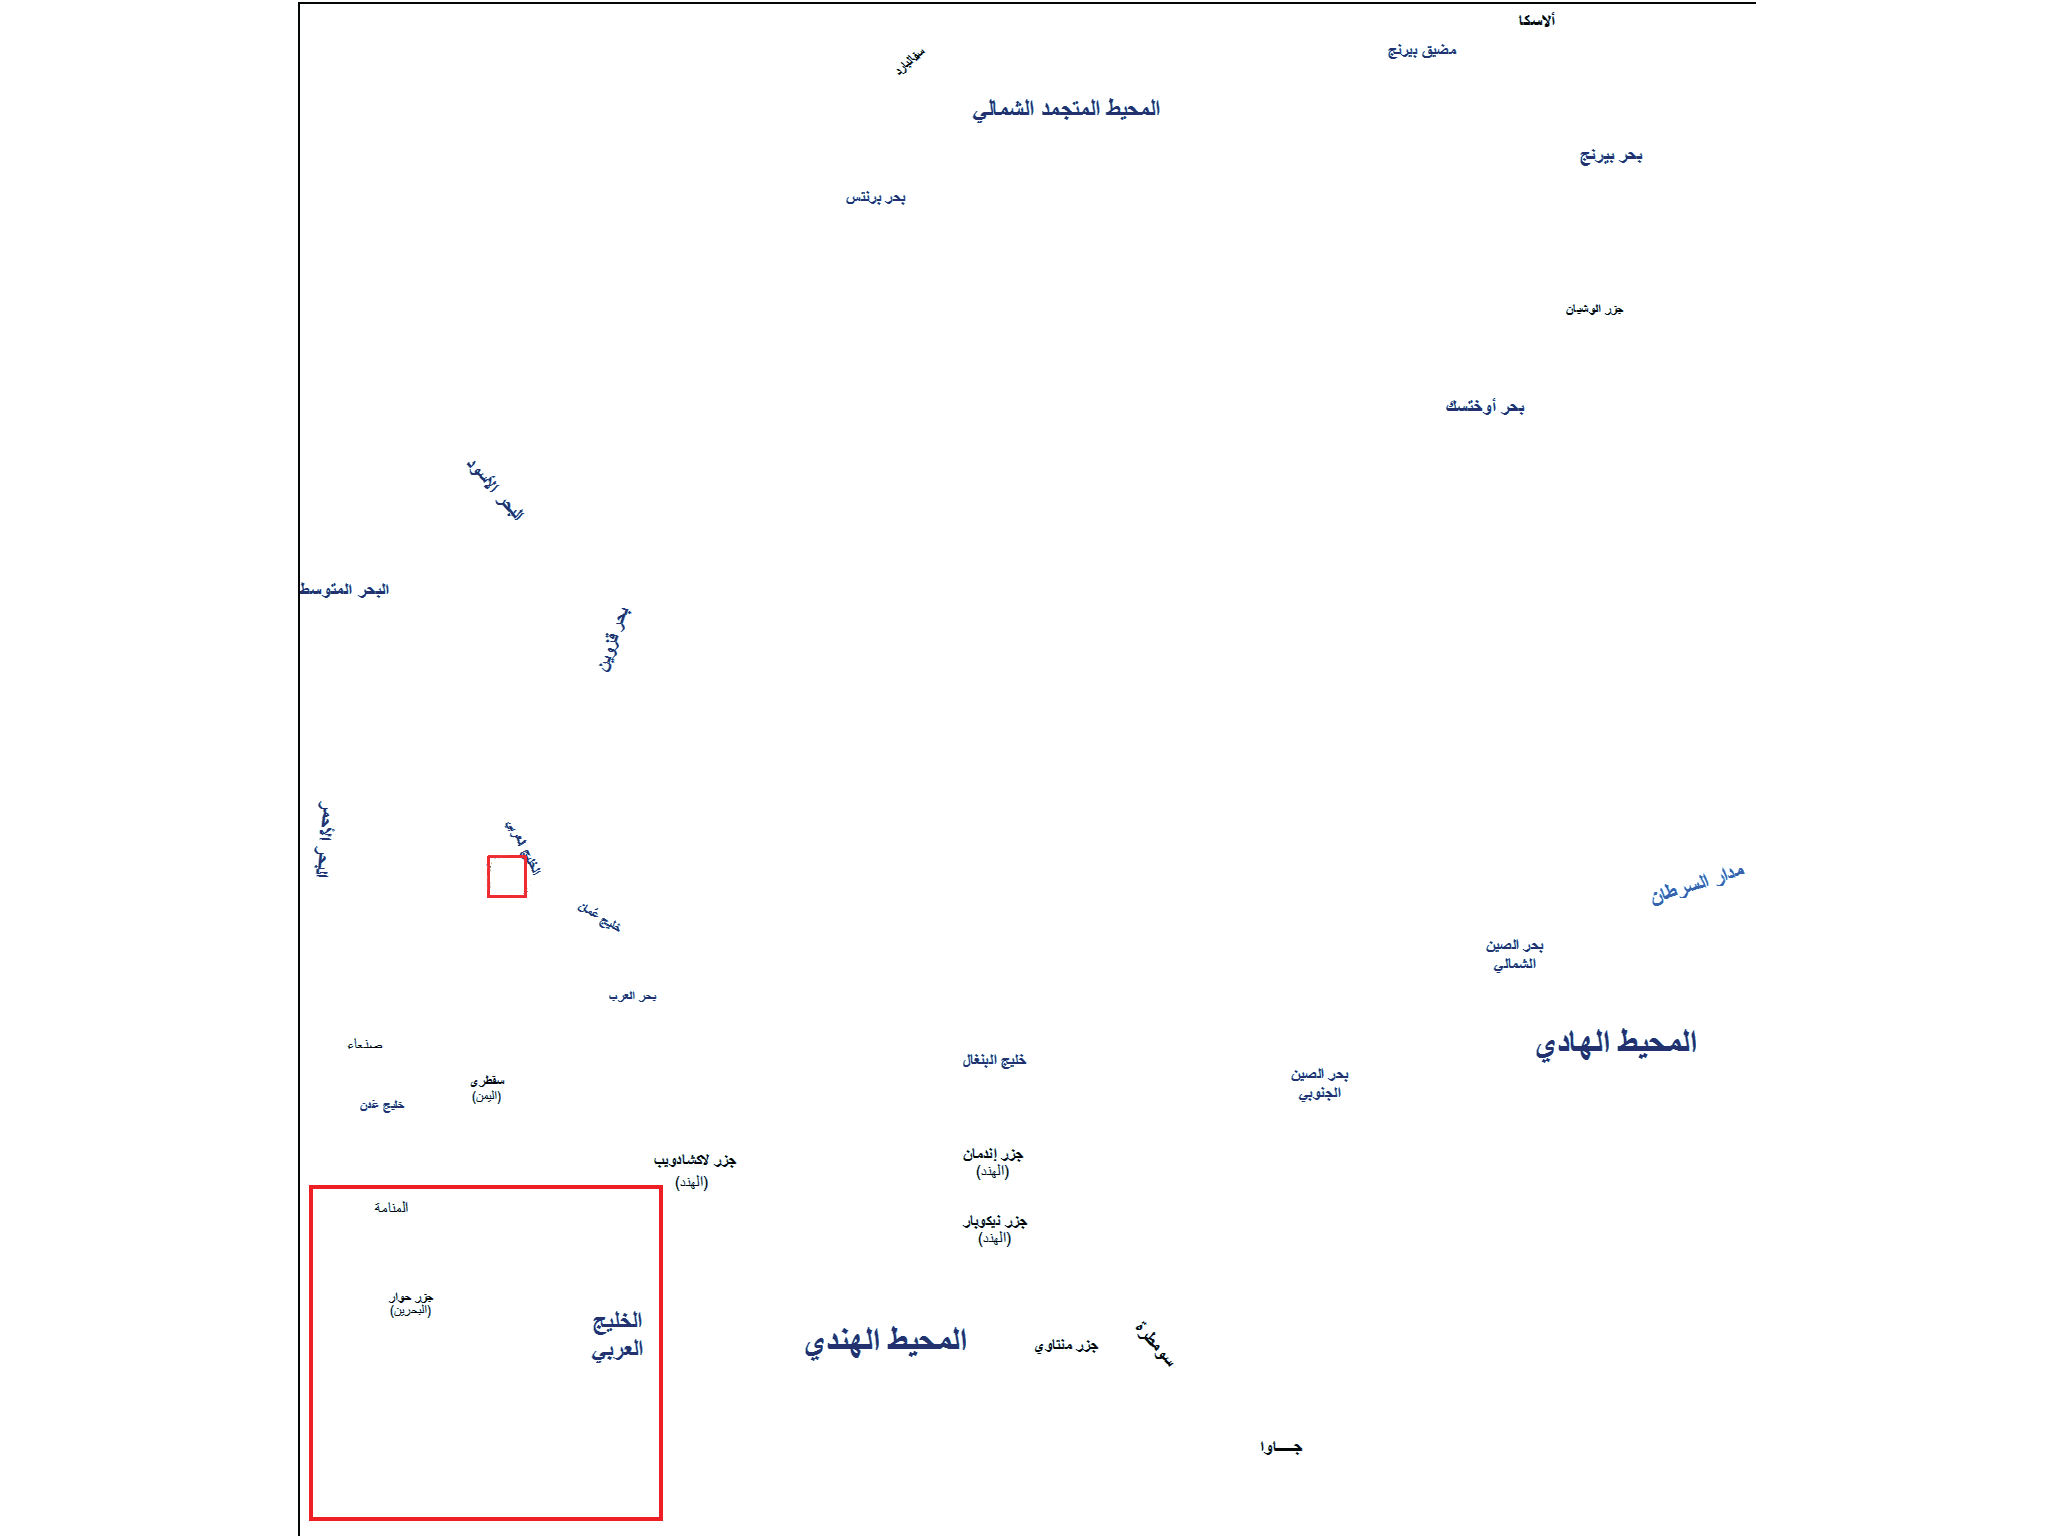 ألاسكا
مضيق بيرنج
سفالبارد
المحيط المتجمد الشمالي
بحر بيرنج
بحر برنتس
جزر الوشيان
بحر أوختسك
البحر الأسود
البحر المتوسط
بحر قزوين
البحر الأحمر
الخليج العربي
مدار السرطان
خليج عُمان
بحر الصين
الشمالي
بحر العرب
المحيط الهادي
صنعاء
خليج البنغال
بحر الصين
الجنوبي
سقطرى
(اليمن)
خليج عَدن
جزر لاكشادويب
(الهند)
جزر إندمان
(الهند)
المنامة
جزر نيكوبار
(الهند)
جزر حوار
(البحرين)
الخليج
العربي
المحيط الهندي
جزر منتاوي
سومطرة
جــــاوا